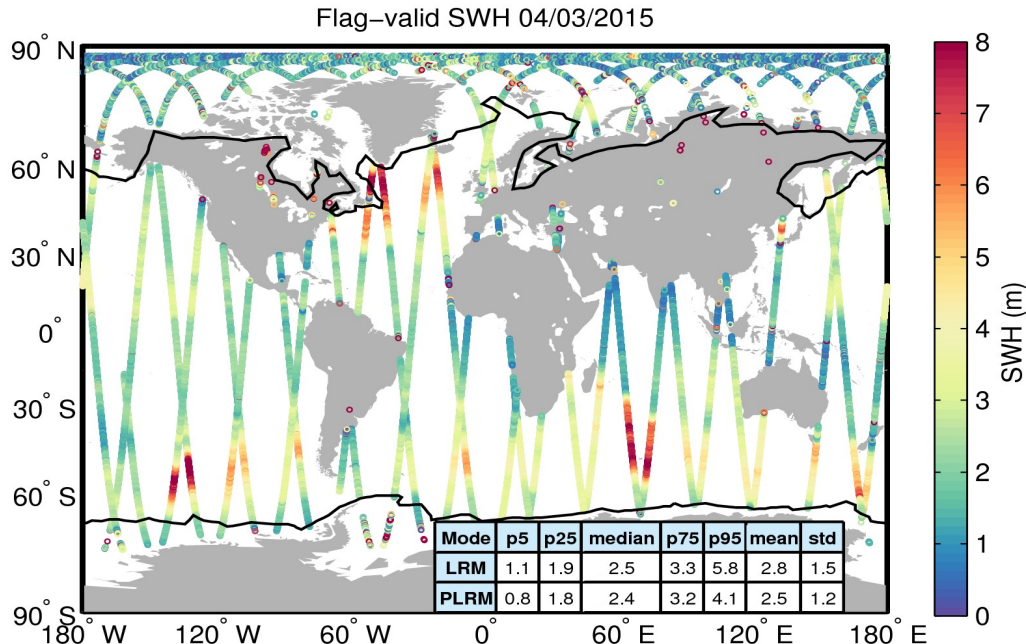 Flag-valid SWH 04/03/2015
90° N
60° N
30° N
0°
30° S
60° S
90° S
180° W
120° W
60° W
0°
60° E
120° E
180° E
Mode p5 p25 median p75 p95 mean std
LRM 1.1 1.9 2.5 3.3 5.8 2.8 1.5
PLRM 0.8 1.8 2.4 3.2 4.1 2.5 1.2
8
7
6
5
4
3
2
1
0
SWH (m)